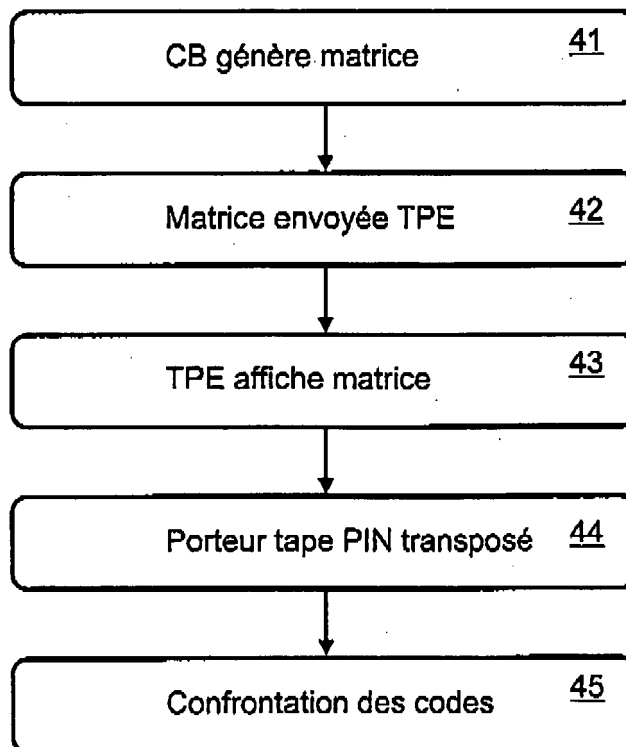 CB génère matrice 41
Matrice envoyée TPE 42
TPE affiche matrice 43
Porteur tape PIN transposé 44
Confrontation des codes 45